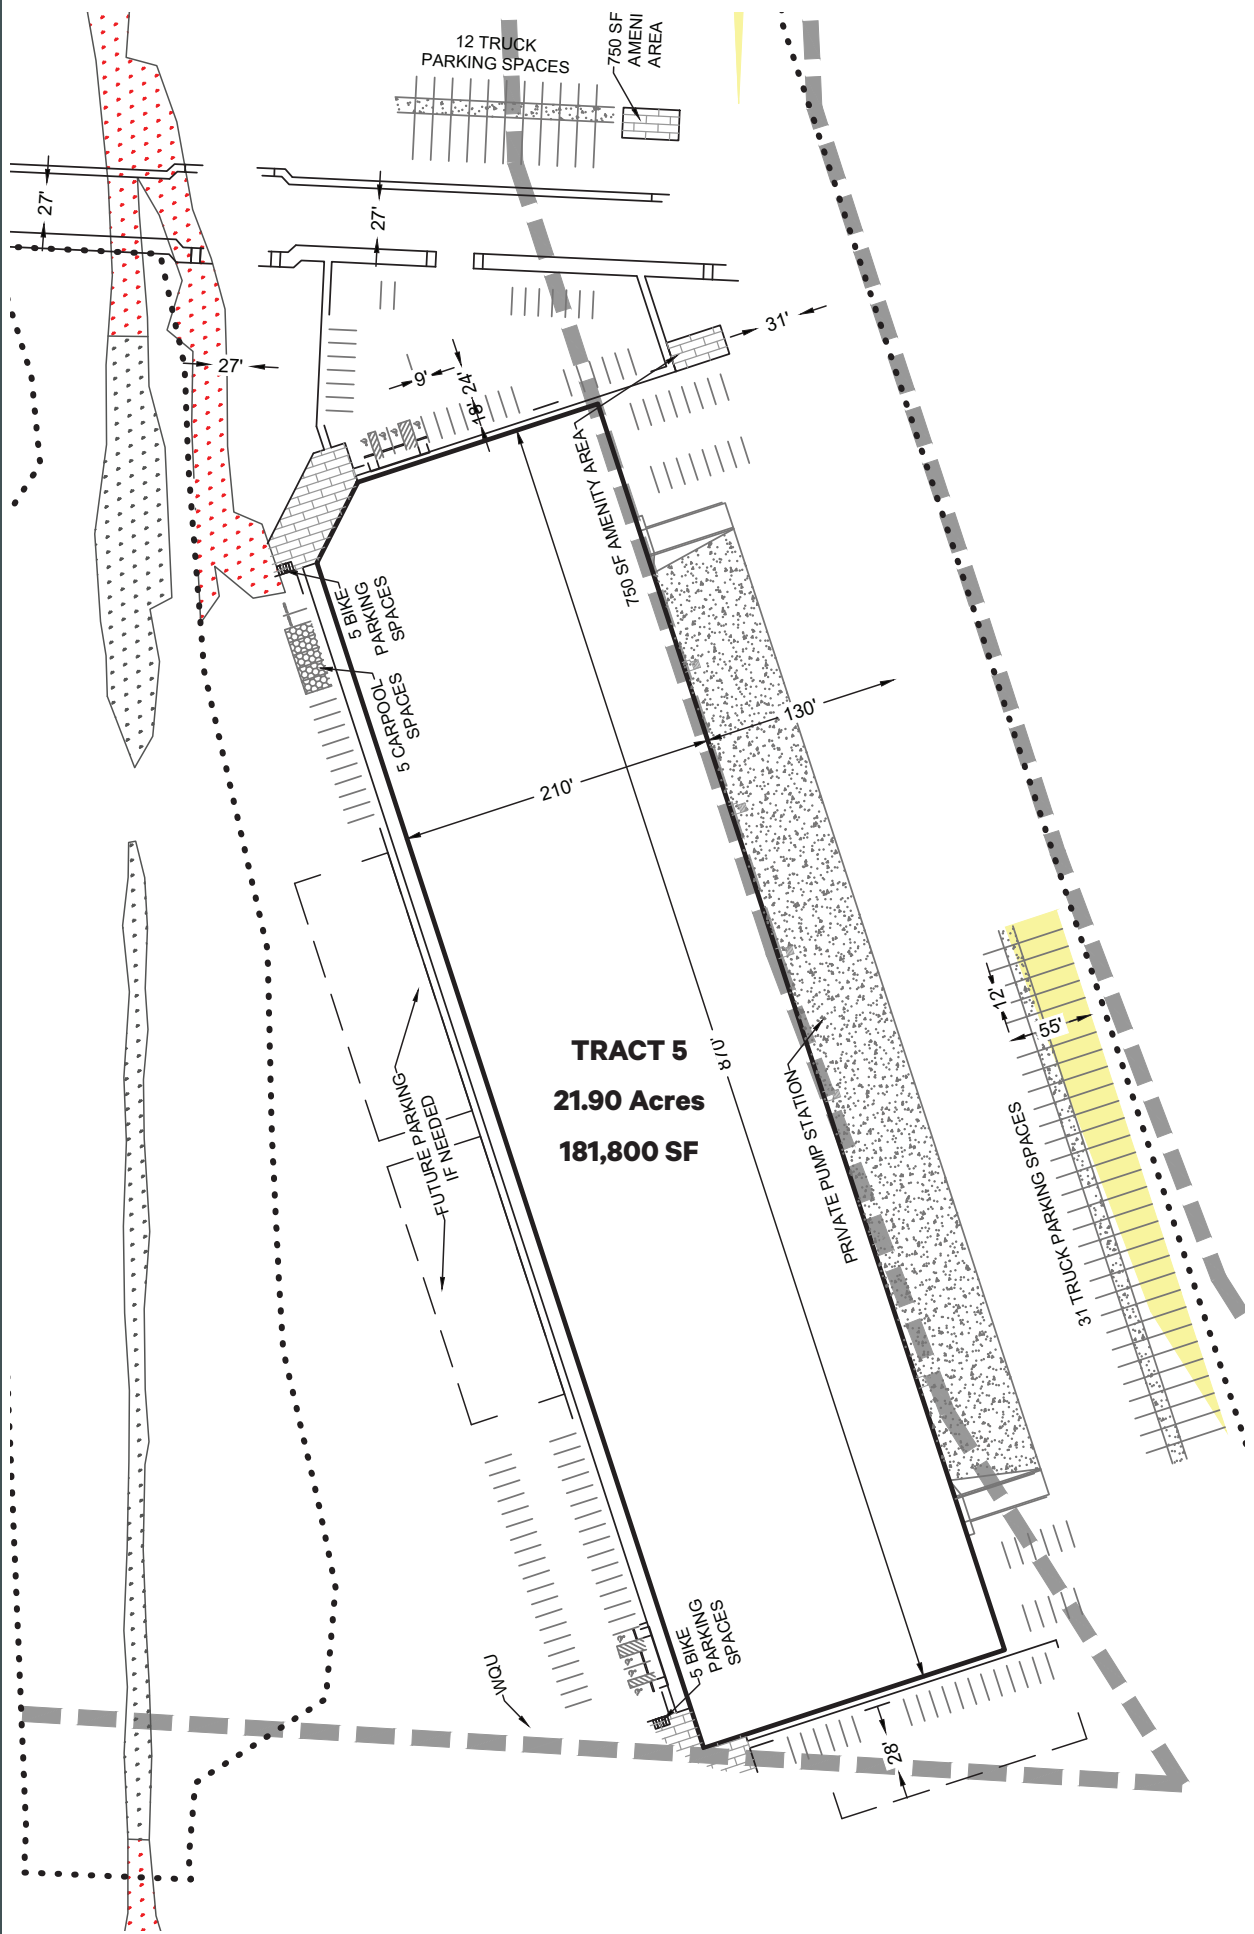 12 TRUCK
PARKING SPACES
750 SF
AMENI
AREA
27'
27'
31'
27'
9'
24'
18'
750 SF AMENITY AREA
5 BIKE
PARKING
SPACES
5 CARPOOL
SPACES
130'
210'
12'
55'
870'
TRACT 5
21.90 Acres
181,800 SF
FUTURE PARKING
IF NEEDED
PRIVATE PUMP STATION
31 TRUCK PARKING SPACES
5 BIKE
PARKING
SPACES
WQU
28'